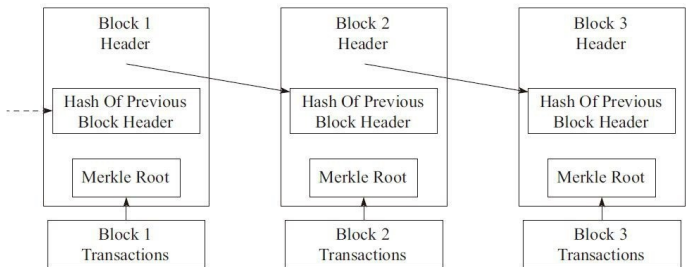 Block 1
Header
Block 2
Header
Block 3
Header
Hash Of Previous
Block Header
Hash Of Previous
Block Header
Hash Of Previous
Block Header
Merkle Root
Merkle Root
Merkle Root
Block 1
Transactions
Block 2
Transactions
Block 3
Transactions